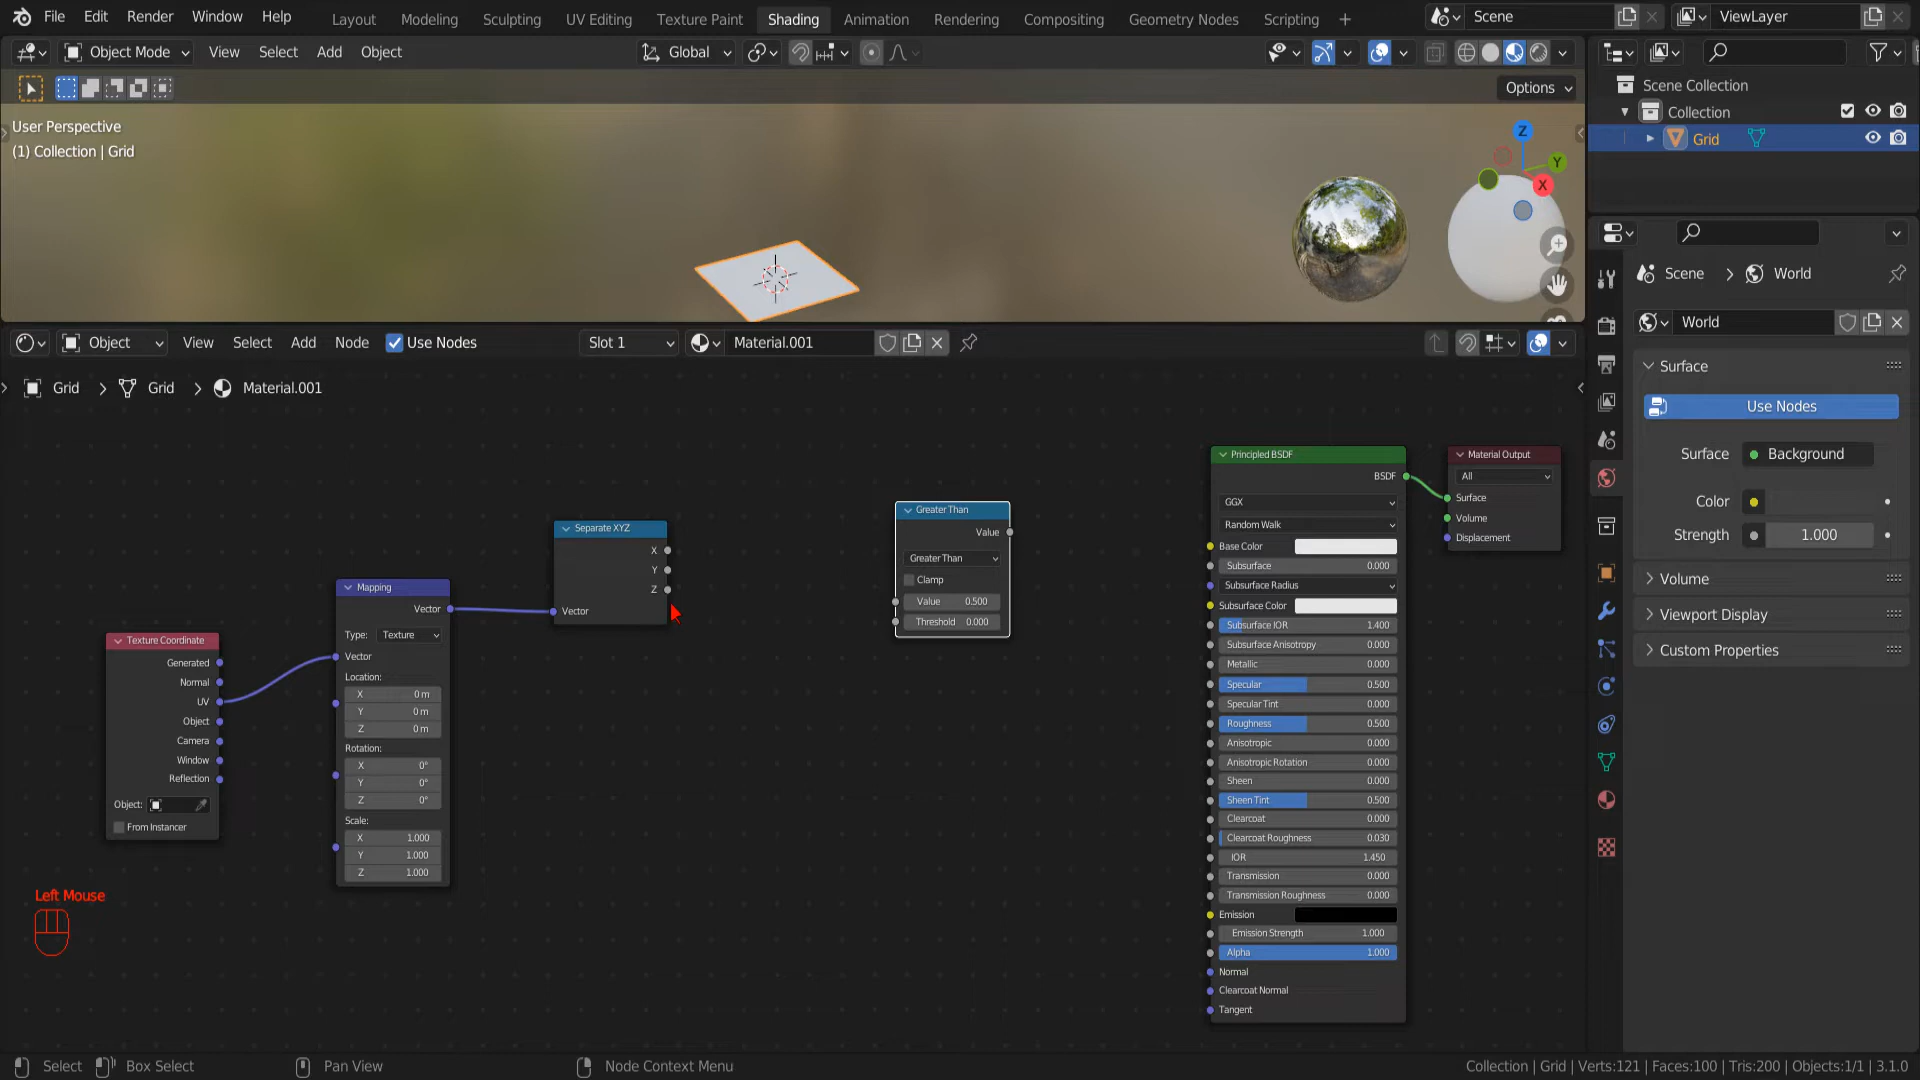 File Edit Render Window Help
Layout Modeling Sculpting UV Editing Texture Paint Shading Animation Rendering Compositing Geometry Nodes Scripting +
Scene
ViewLayer
Object Mode View Select Add Object
Global
Options
User Perspective
(1) Collection | Grid
Z
Y
X
Scene Collection
Collection
Grid
Scene > World
World
Surface
Use Nodes
Surface Background
Color
Strength 1.000
Volume
Viewport Display
Custom Properties
Object View Select Add Node Use Nodes
Slot 1
Material.001
Grid > Grid > Material.001
Texture Coordinate
Generated
Normal
UV
Object
Camera
Window
Reflection
Object:
From Instancer
Mapping
Vector
Type: Texture
Vector
Location:
X 0 m
Y 0 m
Z 0 m
Rotation:
X 0°
Y 0°
Z 0°
Scale:
X 1.000
Y 1.000
Z 1.000
Separate XYZ
X
Y
Z
Vector
Greater Than
Value
Greater Than
Clamp
Value 0.500
Threshold 0.000
Principled BSDF
BSDF
GGX
Random Walk
Base Color
Subsurface 0.000
Subsurface Radius
Subsurface Color
Subsurface IOR 1.400
Subsurface Anisotropy 0.000
Metallic 0.000
Specular 0.500
Specular Tint 0.000
Roughness 0.500
Anisotropic 0.000
Anisotropic Rotation 0.000
Sheen 0.000
Sheen Tint 0.500
Clearcoat 0.000
Clearcoat Roughness 0.030
IOR 1.450
Transmission 0.000
Transmission Roughness 0.000
Emission
Emission Strength 1.000
Alpha 1.000
Normal
Clearcoat Normal
Tangent
Material Output
All
Surface
Volume
Displacement
Left Mouse
Select Box Select Pan View Node Context Menu
Collection | Grid | Verts:121 | Faces:100 | Tris:200 | Objects:1/1 | 3.1.0